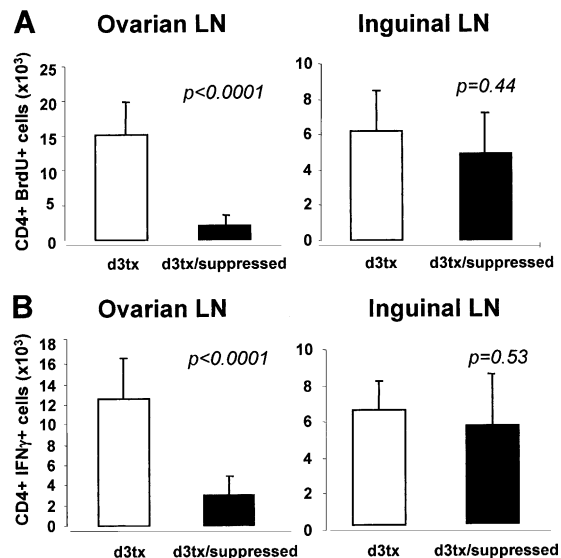 A
Ovarian LN
Inguinal LN
CD4+ BrdU+ cells (x10³)
25
20
15
10
5
0
p<0.0001
d3tx
d3tx/suppressed
10
8
6
4
2
0
p=0.44
d3tx
d3tx/suppressed
B
Ovarian LN
Inguinal LN
CD4+ IFNγ+ cells (x10³)
18
16
14
12
10
8
6
4
2
0
p<0.0001
d3tx
d3tx/suppressed
10
8
6
4
2
0
p=0.53
d3tx
d3tx/suppressed